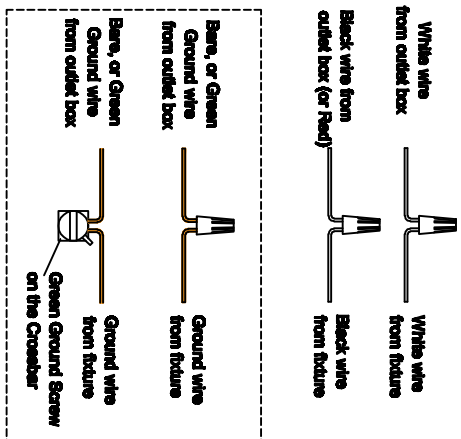 White wire
from outlet box
White wire
from fixture
Black wire from
outlet box (or Red)
Black wire
from fixture
Bare, or Green
Ground wire
from outlet box
Ground wire
from fixture
Bare, or Green
Ground wire
from outlet box
Ground wire
from fixture
Green Ground Screw
on the Crossbar